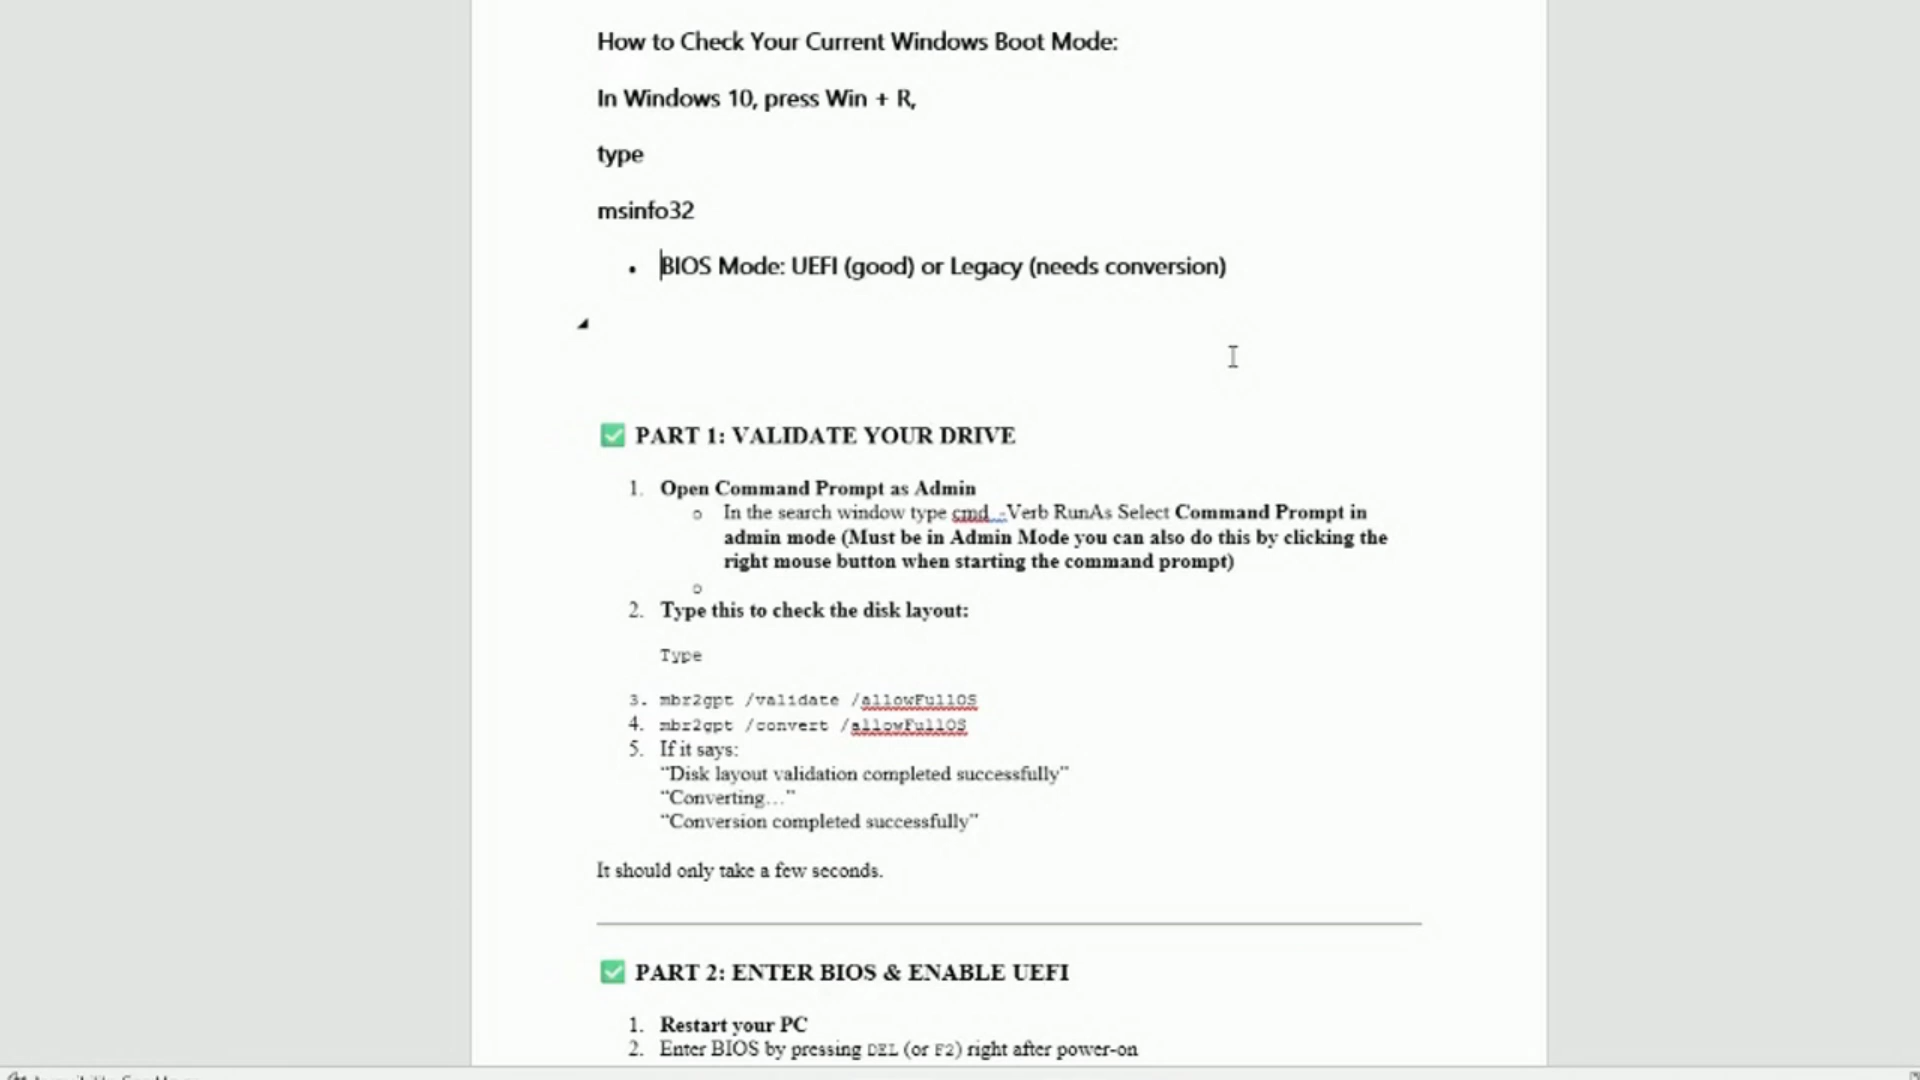 How to Check Your Current Windows Boot Mode:
In Windows 10, press Win + R,
type
msinfo32
• BIOS Mode: UEFI (good) or Legacy (needs conversion)
✅ PART 1: VALIDATE YOUR DRIVE
1. Open Command Prompt as Admin
o In the search window type cmd -Verb RunAs Select Command Prompt in
admin mode (Must be in Admin Mode you can also do this by clicking the
right mouse button when starting the command prompt)
o
2. Type this to check the disk layout:
Type
3. mbr2gpt /validate /allowFullOS
4. mbr2gpt /convert /allowFullOS
5. If it says:
“Disk layout validation completed successfully”
“Converting…”
“Conversion completed successfully”
It should only take a few seconds.
✅ PART 2: ENTER BIOS & ENABLE UEFI
1. Restart your PC
2. Enter BIOS by pressing DEL (or F2) right after power-on